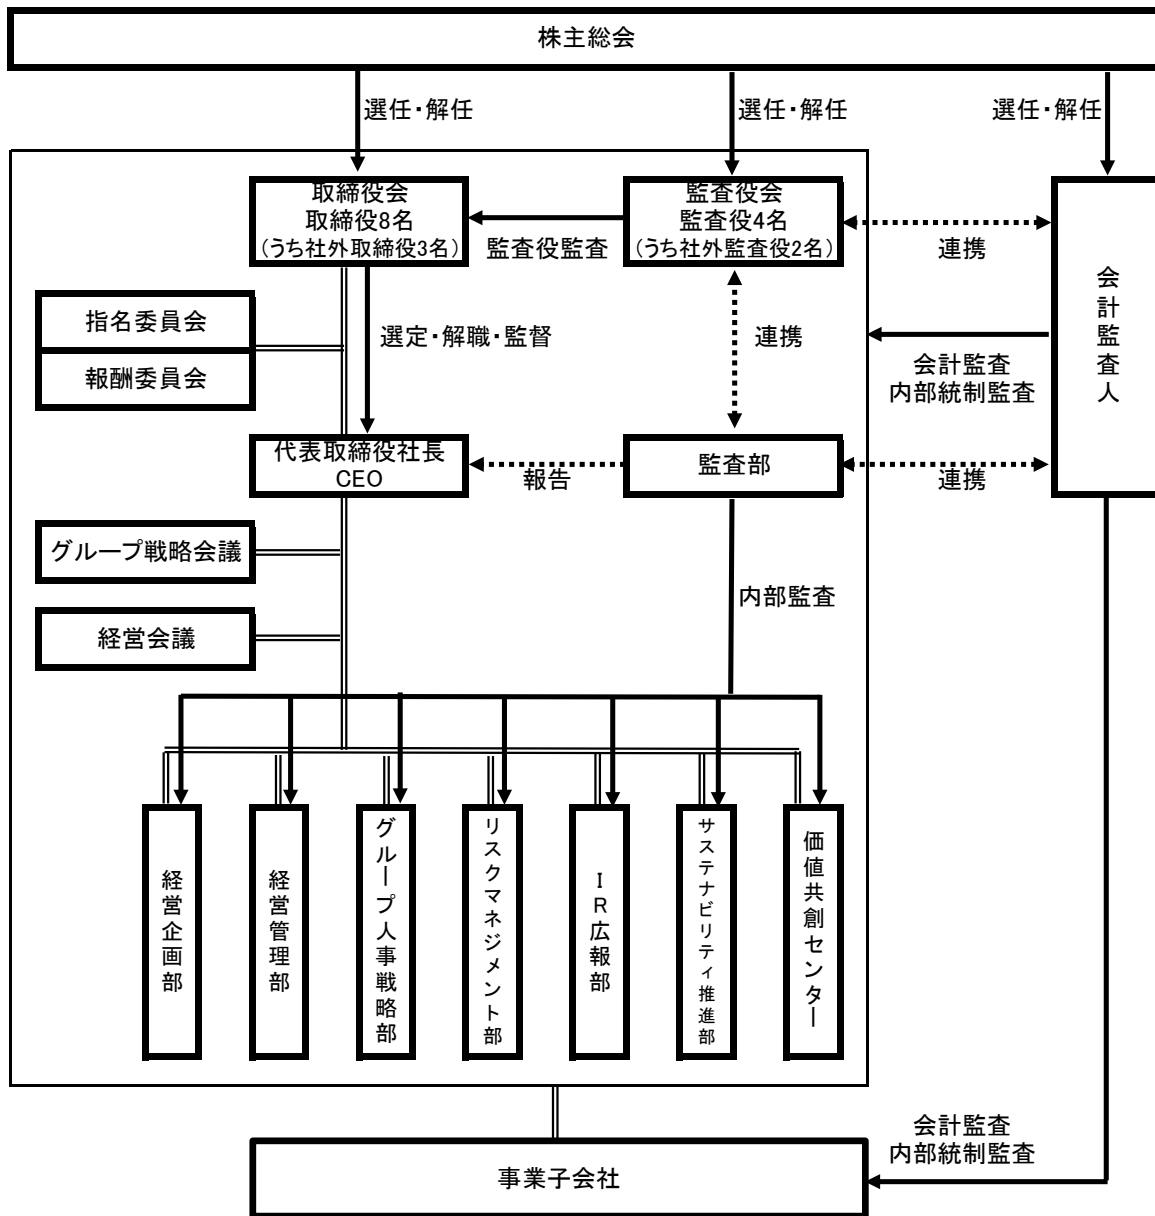 株主総会
選任・解任
選任・解任
選任・解任
取締役会
取締役8名
(うち社外取締役3名)
監査役監査
監査役会
監査役4名
(うち社外監査役2名)
連携
会計監査人
指名委員会
報酬委員会
選定・解職・監督
連携
会計監査
内部統制監査
代表取締役社長
CEO
報告
監査部
連携
グループ戦略会議
内部監査
経営会議
経営企画部
経営管理部
グループ人事戦略部
リスクマネジメント部
IR広報部
サステナビリティ推進部
価値共創センター
会計監査
内部統制監査
事業子会社